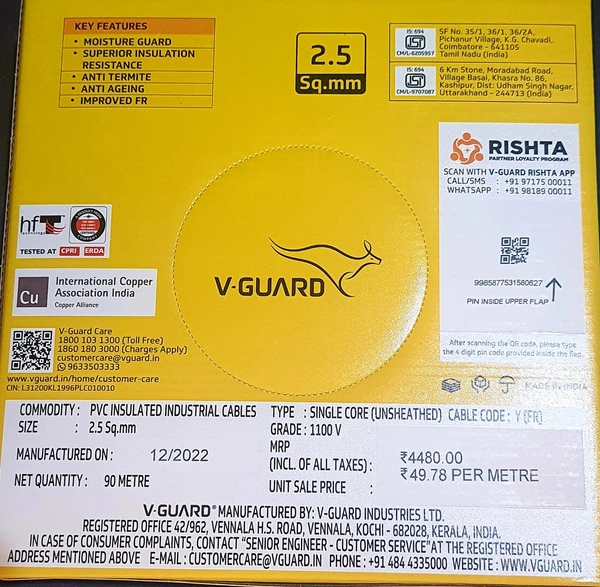 KEY FEATURES
• MOISTURE GUARD
• SUPERIOR INSULATION
RESISTANCE
• ANTI TERMITE
• ANTI AGEING
• IMPROVED FR
2.5
Sq.mm
IS: 694
ISI
CM/L-6205957
SF No. 35/1, 36/1, 36/2A,
Pichanur Village, K.G. Chavadi,
Coimbatore - 641105
Tamil Nadu (India)
IS: 694
ISI
CM/L-9707087
6 Km Stone, Moradabad Road,
Village Basai, Khasra No. 86,
Kashipur, Dist: Udham Singh Nagar,
Uttarakhand - 244713 (India)
RISHTA
PARTNER LOYALTY PROGRAM
SCAN WITH V-GUARD RISHTA APP
CALL/SMS : +91 97175 00011
WHATSAPP : +91 98189 00011
9985877531580627
PIN INSIDE UPPER FLAP
After scanning the QR code, please type
the 4 digit pin code provided inside the flap.
MADE IN INDIA
hfT
technology
TESTED AT CPRI ERDA
Cu
International Copper
Association India
Copper Alliance
V-GUARD
V-Guard Care
1800 103 1300 (Toll Free)
1860 180 3000 (Charges Apply)
customercare@vguard.in
9633503333
www.vguard.in/home/customer-care
CIN: L31200KL1996PLC010010
COMMODITY : PVC INSULATED INDUSTRIAL CABLES
SIZE : 2.5 Sq.mm
MANUFACTURED ON : 12/2022
NET QUANTITY : 90 METRE
TYPE : SINGLE CORE (UNSHEATHED) CABLE CODE : Y (FR)
GRADE : 1100 V
MRP
(INCL. OF ALL TAXES) : ₹4480.00
UNIT SALE PRICE : ₹49.78 PER METRE
V-GUARD® MANUFACTURED BY: V-GUARD INDUSTRIES LTD.
REGISTERED OFFICE 42/962, VENNALA H.S. ROAD, VENNALA, KOCHI - 682028, KERALA, INDIA.
IN CASE OF CONSUMER COMPLAINTS, CONTACT “SENIOR ENGINEER - CUSTOMER SERVICE” AT THE REGISTERED OFFICE
ADDRESS MENTIONED ABOVE E-MAIL : CUSTOMERCARE@VGUARD.IN PHONE : +91 484 4335000 WEBSITE : WWW.VGUARD.IN